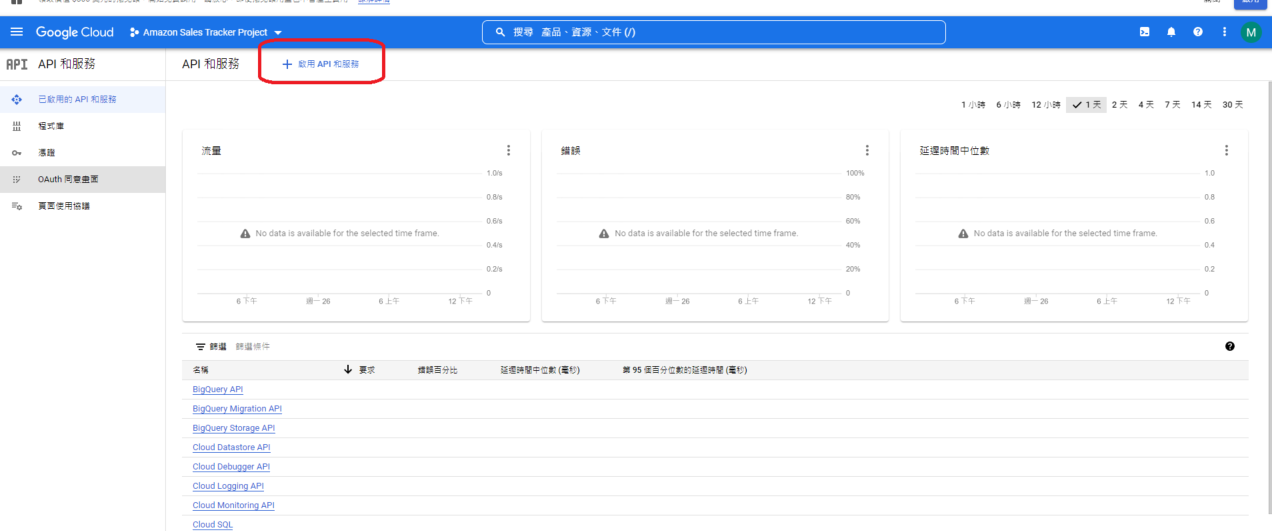 Google Cloud Amazon Sales Tracker Project 搜尋 產品、資源、文件 (/) M
API API 和服務 API 和服務 + 啟用 API 和服務
已啟用的 API 和服務
程式庫
憑證
OAuth 同意畫面
頁面使用協議
1 小時 6 小時 12 小時 1 天 2 天 4 天 7 天 14 天 30 天
流量
1.0/s
0.8/s
0.6/s
No data is available for the selected time frame.
0.4/s
0.2/s
0
6 下午 週一 26 6 上午 12 下午
錯誤
100%
80%
60%
No data is available for the selected time frame.
40%
20%
0
6 下午 週一 26 6 上午 12 下午
延遲時間中位數
1.0
0.8
0.6
No data is available for the selected time frame.
0.4
0.2
0
6 下午 週一 26 6 上午 12 下午
篩選 篩選條件
名稱 要求 錯誤百分比 延遲時間中位數 (毫秒) 第 95 個百分位數的延遲時間 (毫秒)
BigQuery API
BigQuery Migration API
BigQuery Storage API
Cloud Datastore API
Cloud Debugger API
Cloud Logging API
Cloud Monitoring API
Cloud SQL